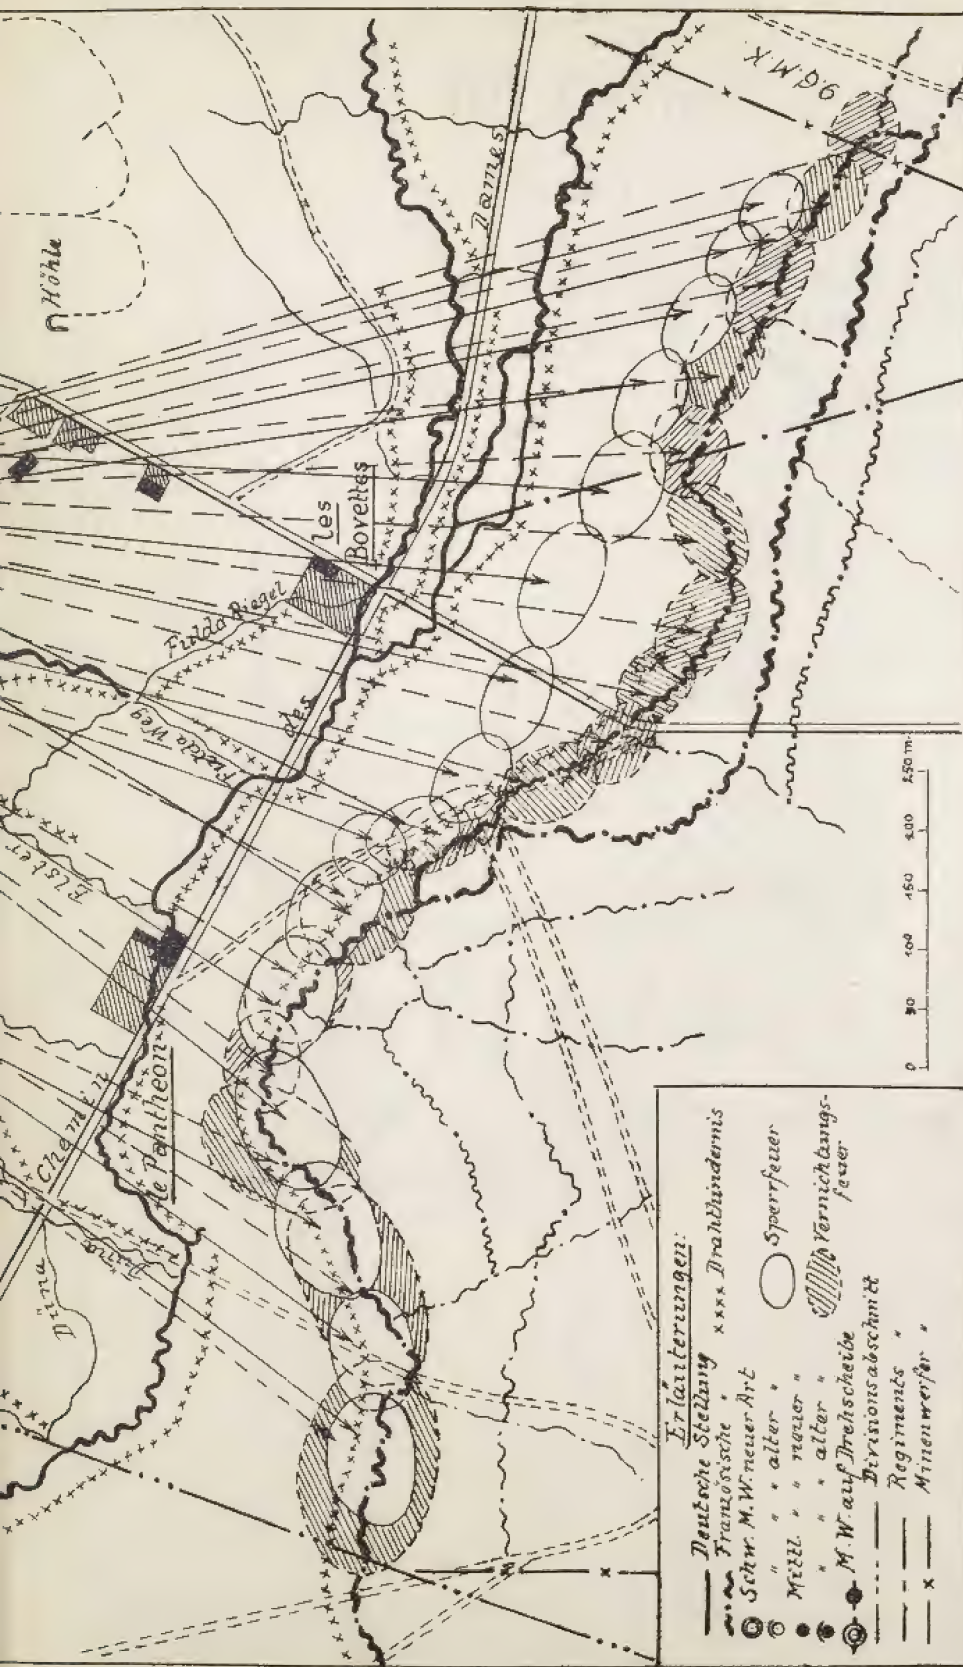 Höhle
9.G.M.K.
Dames
les
Bovettes
Fulda Riegel
Fulda Weg
des
Elster
le Pantheon
Chemin
Düna
Düna
0 50 100 150 200 250 m.
Erläuterungen:
Deutsche Stellung
Französische "
Schw. M.W. neuer Art
" " alter "
Mittl. " " neuer "
" " alter "
M.W. auf Drehscheibe
Divisionsabschnitt
Regiments "
Minenwerfer "
xxxx Drahthindernis
Sperrfeuer
Vernichtungs-
feuer